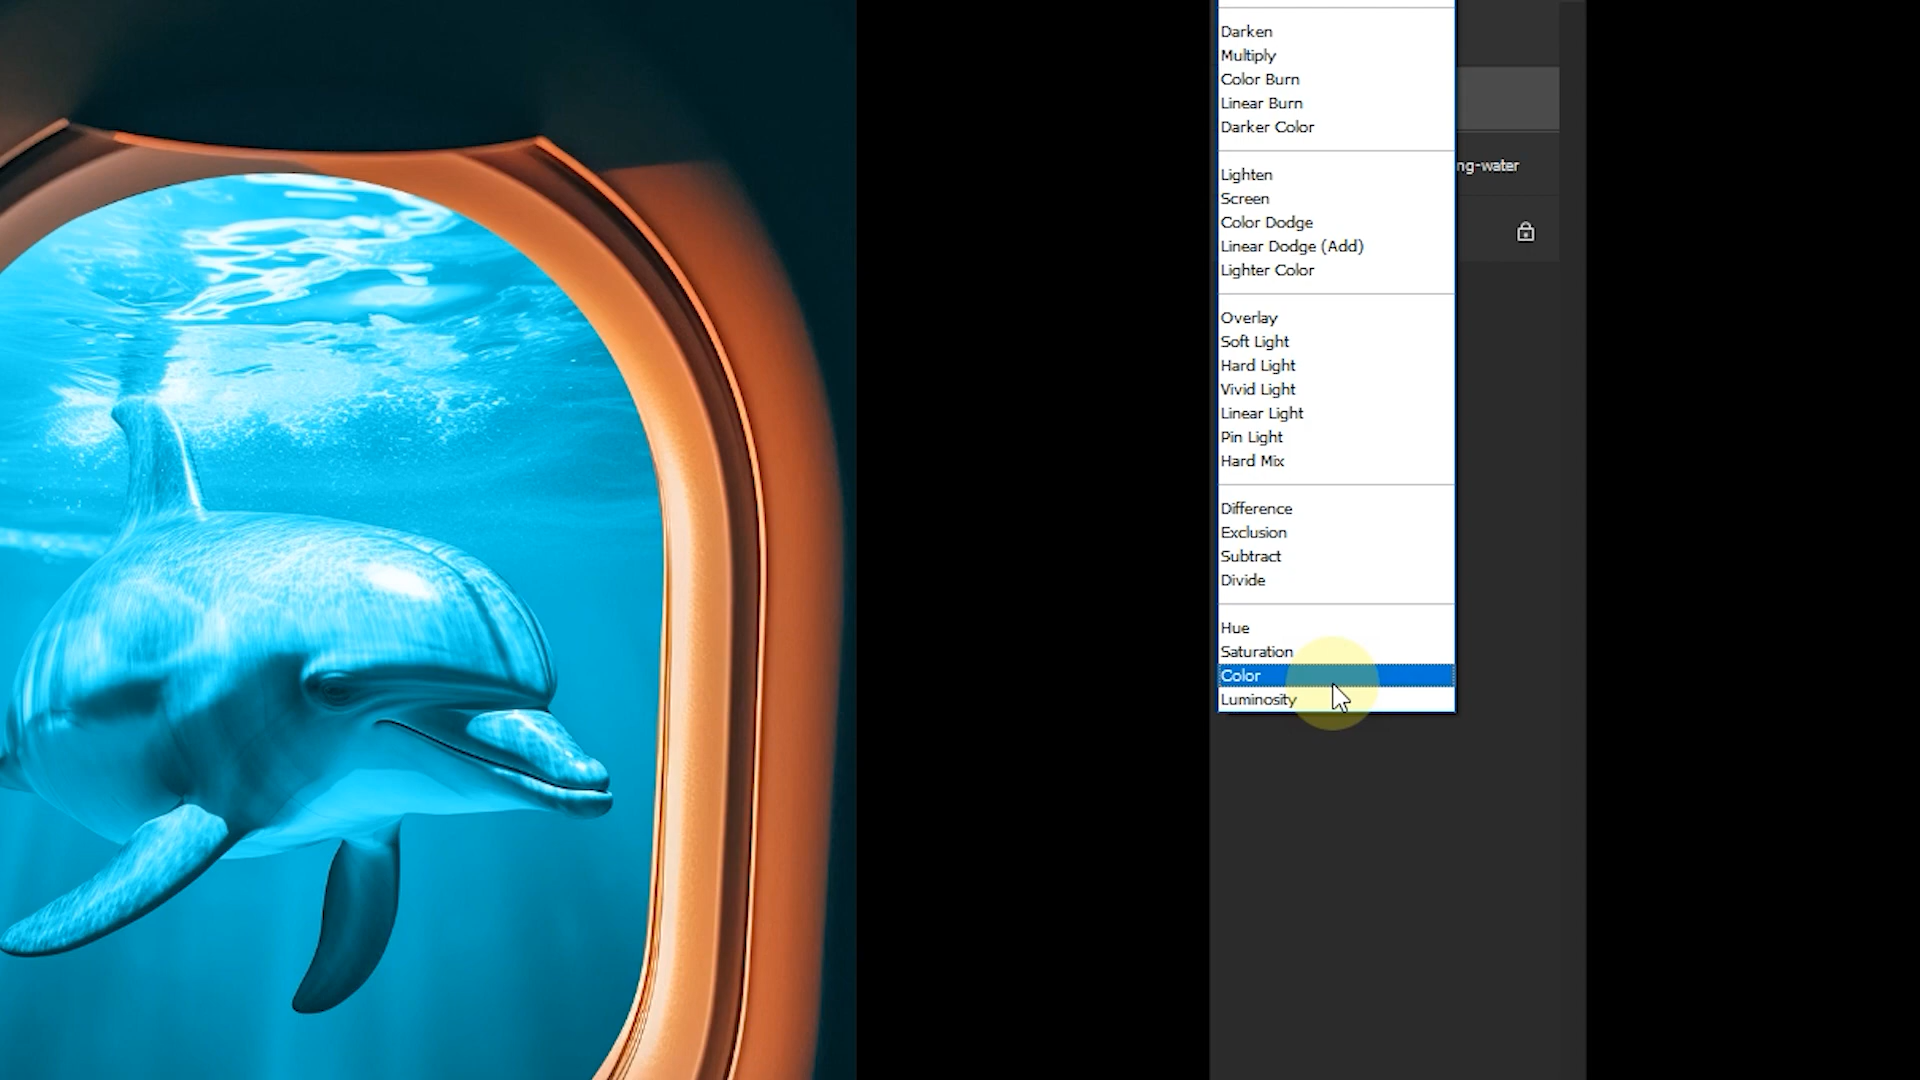 Darken
Multiply
Color Burn
Linear Burn
Darker Color
Lighten
Screen
Color Dodge
Linear Dodge (Add)
Lighter Color
Overlay
Soft Light
Hard Light
Vivid Light
Linear Light
Pin Light
Hard Mix
Difference
Exclusion
Subtract
Divide
Hue
Saturation
Color
Luminosity
ng-water